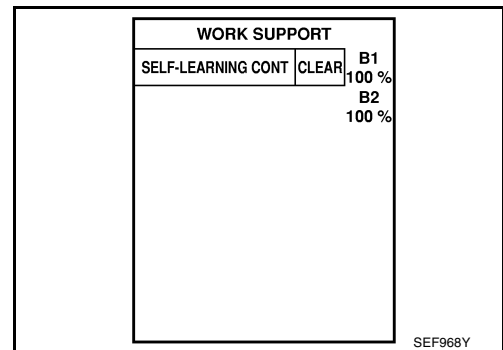 WORK SUPPORT
SELF-LEARNING CONT CLEAR B1
100 %
B2
100 %
SEF968Y